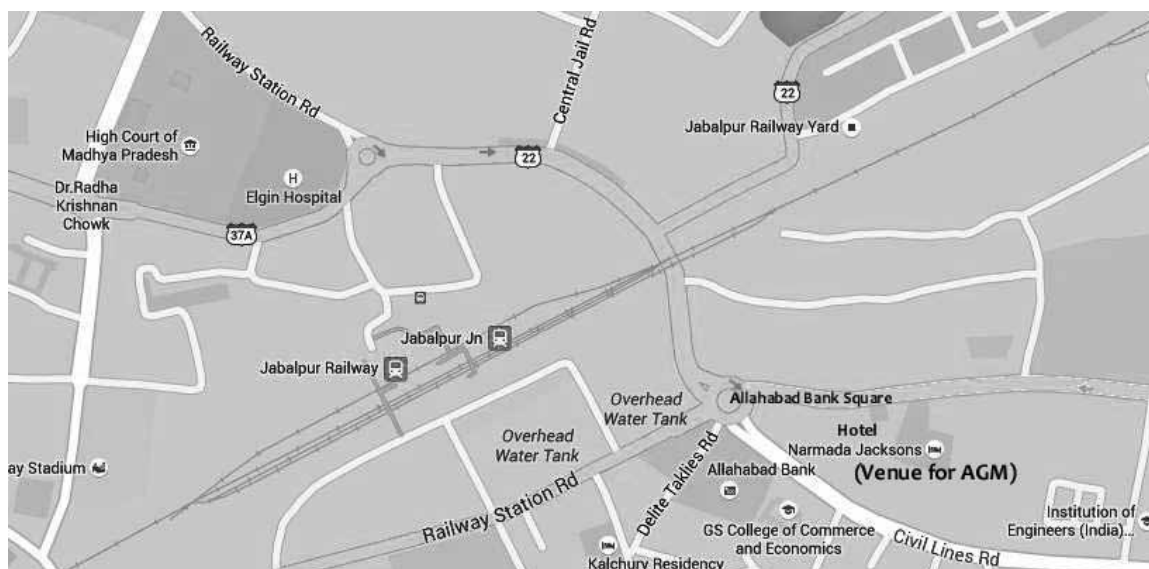 Railway Station Rd
Central Jail Rd
22
Jabalpur Railway Yard
High Court of
Madhya Pradesh
22
H
Elgin Hospital
Dr.Radha
Krishnan
Chowk
37A
Jabalpur Jn
Jabalpur Railway
Overhead
Water Tank
Allahabad Bank Square
Hotel
Narmada Jacksons
(Venue for AGM)
Overhead
Water Tank
ay Stadium
Delite Taklies Rd
Allahabad Bank
Railway Station Rd
GS College of Commerce
and Economics
Institution of
Engineers (India)...
Civil Lines Rd
Kalchury Residency